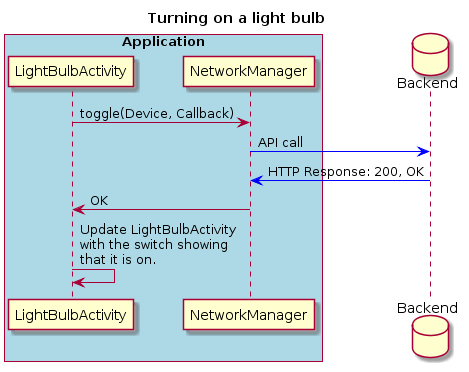 Turning on a light bulb
Application
LightBulbActivity
NetworkManager
Backend
toggle(Device, Callback)
API call
HTTP Response: 200, OK
OK
Update LightBulbActivity
with the switch showing
that it is on.
LightBulbActivity
NetworkManager
Backend